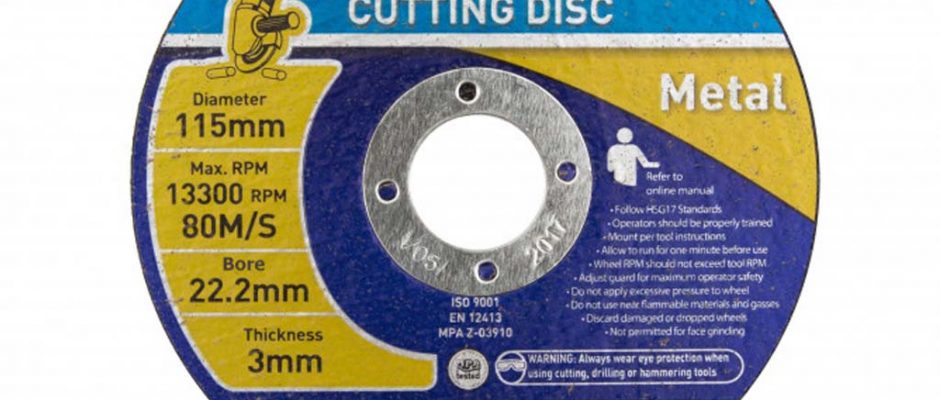 CUTTING DISC
Metal
Diameter
115mm
Max. RPM
13300 RPM
80M/S
Bore
22.2mm
Thickness
3mm
Refer to
online manual
• Follow HSG17 Standards
• Operators should be properly trained
• Mount per tool instructions
• Allow to run for one minute before use
• Wheel RPM should not exceed tool RPM.
• Adjust guard for maximum operator safety
• Do not apply excessive pressure to wheel
• Do not use near flammable materials and gasses
• Discard damaged or dropped wheels
• Not permitted for face grinding
2017
ISO 9001
EN 12413
MPA Z-03910
tested
WARNING: Always wear eye protection when
using cutting, drilling or hammering tools